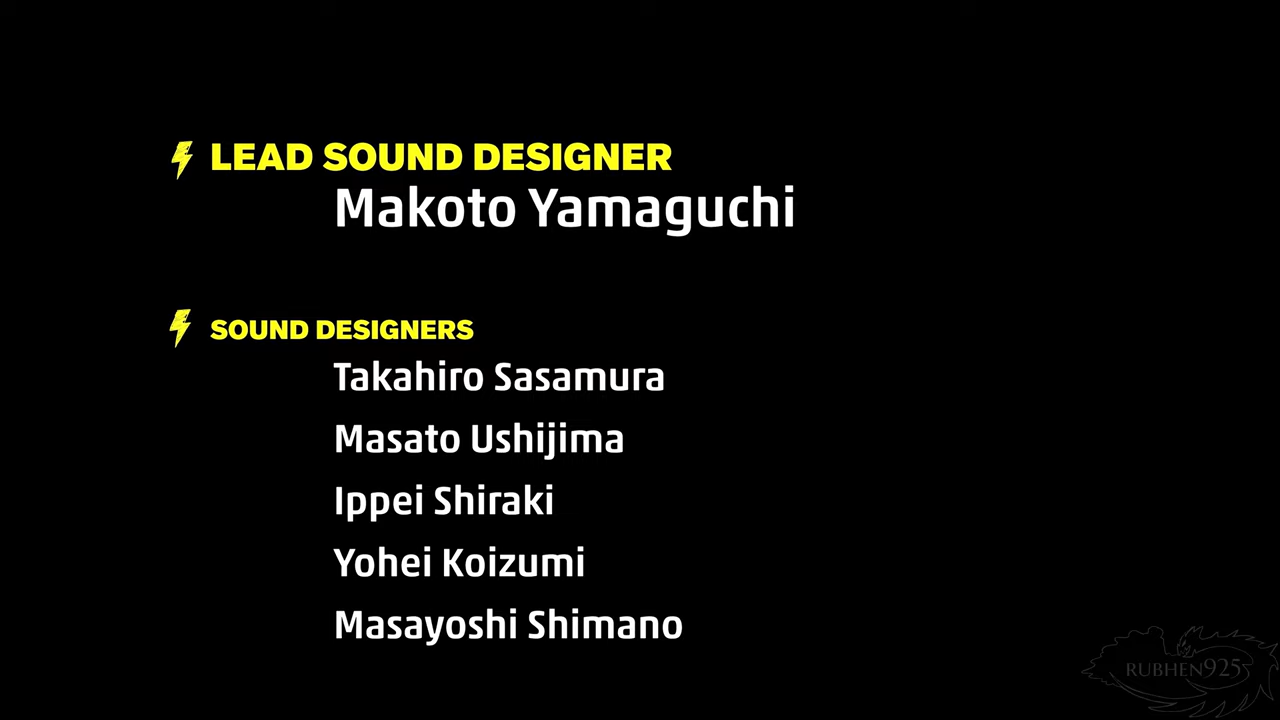 LEAD SOUND DESIGNER
Makoto Yamaguchi
SOUND DESIGNERS
Takahiro Sasamura
Masato Ushijima
Ippei Shiraki
Yohei Koizumi
Masayoshi Shimano
RUBHEN925